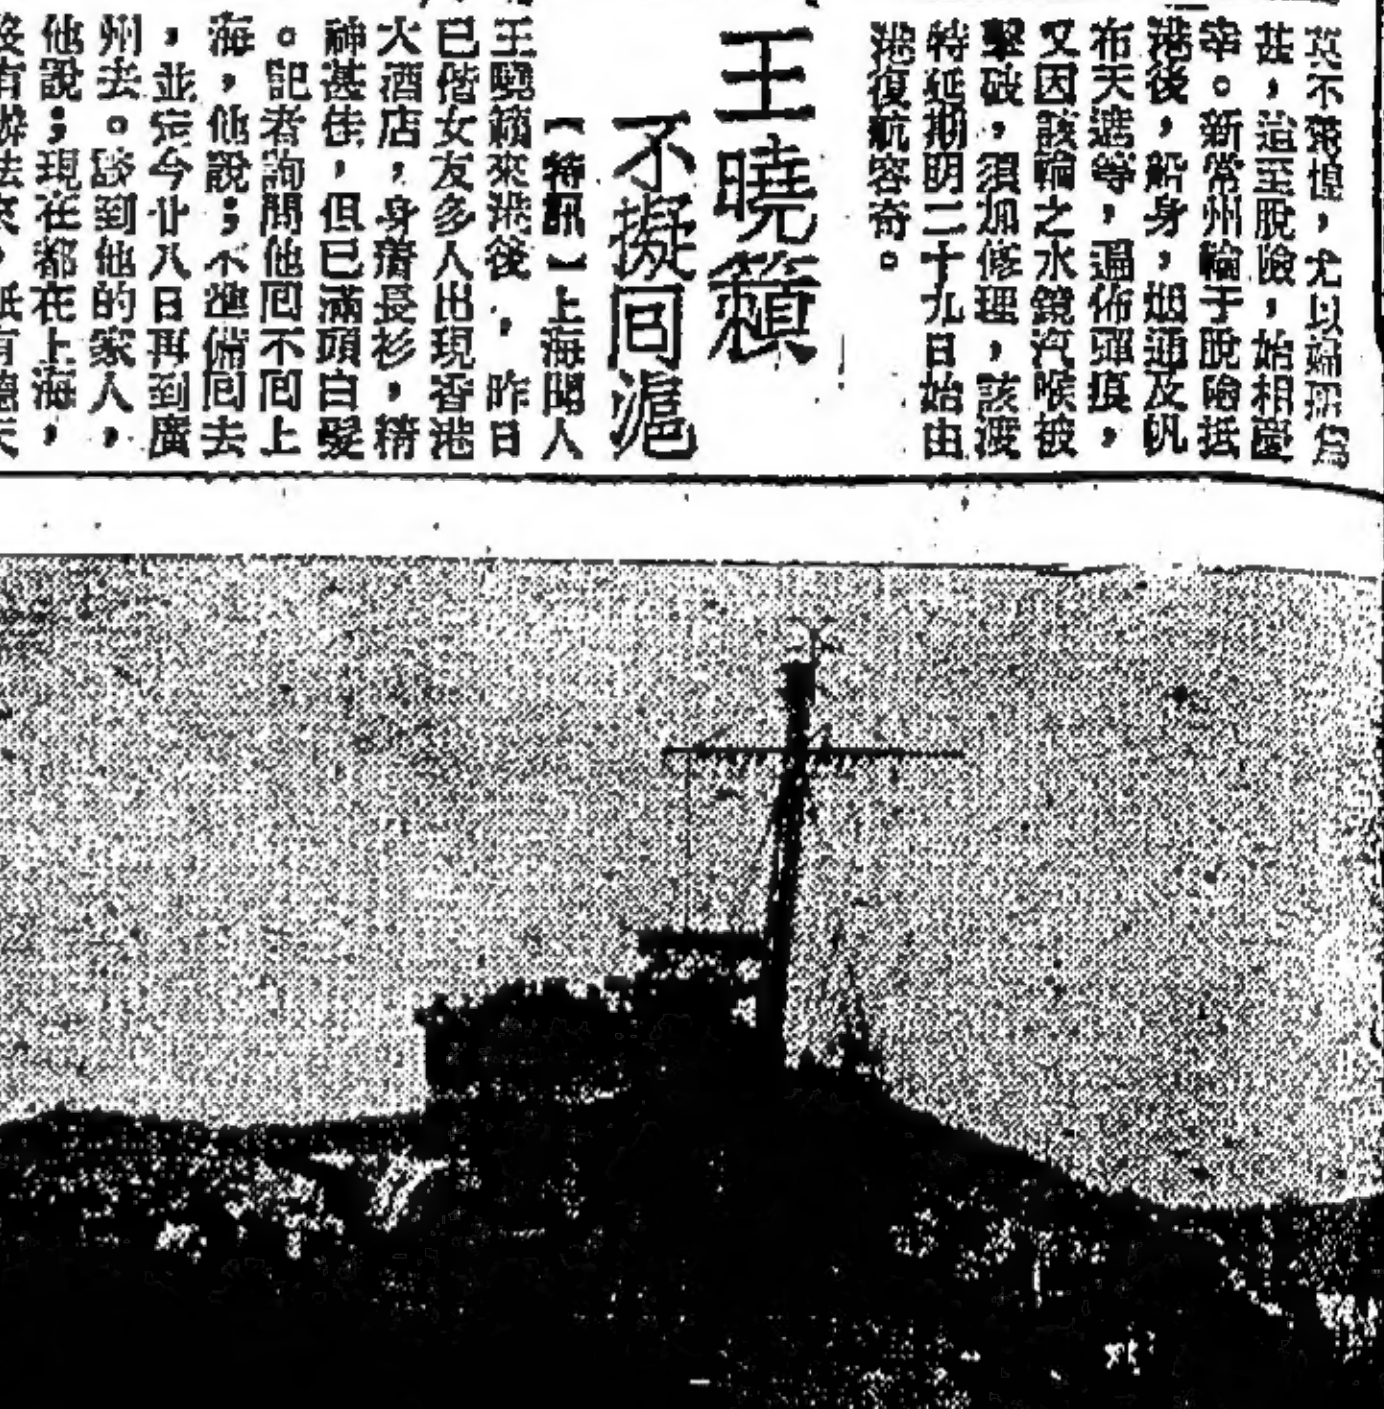 莫不蒼惶，尤以婦孺為
甚，迨至脫險，始相慶
幸。新常州輪于脫險抵
港後，船身，烟通及帆
布天遮等，遍佈彈痕，
又因該輪之水鏡汽喉被
擊破，須加修理，該渡
特延期明二十九日始由
港復航容奇。
王曉籟
不擬囘滬
【特訊】上海聞人
王曉籟來港後，昨日
已偕女友多人出現香港
大酒店，身着長衫，精
神甚佳，但已滿頭白髮
。記者詢問他囘不囘上
海，他說；不準備囘去
，並定今廿八日再到廣
州去。談到他的家人，
他說；現在都在上海，
沒有辦法來，祇有聽天